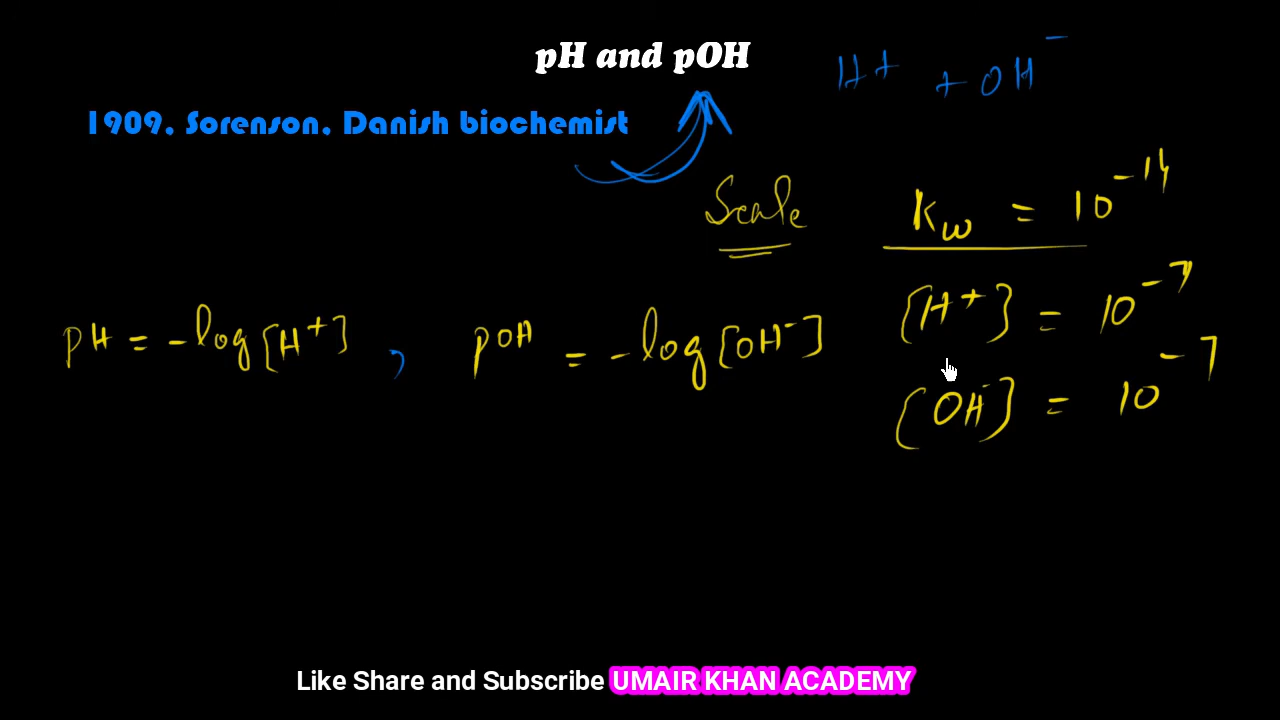 pH and pOH
H⁺ + OH⁻
1909, Sorenson, Danish biochemist
Scale
Kw = 10⁻¹⁴
[H⁺] = 10⁻⁷
pH = -log[H⁺] , pOH = -log[OH⁻]
[OH⁻] = 10⁻⁷
Like Share and Subscribe UMAIR KHAN ACADEMY